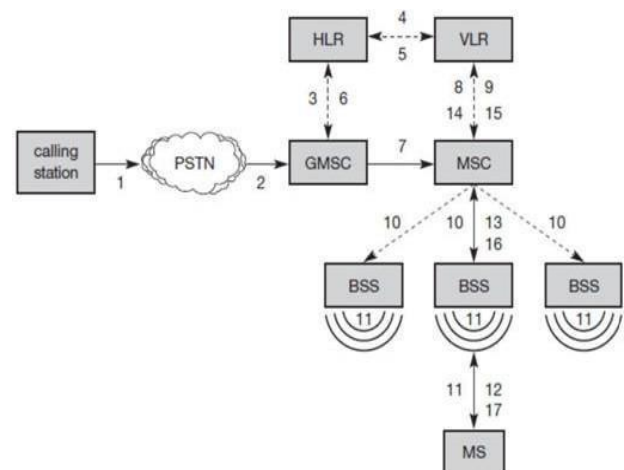 4
HLR
VLR
5
3 6
8 9
14 15
calling
station
1
PSTN
2
GMSC
7
MSC
10
10
13
10
16
BSS
BSS
BSS
11
11
11
11
12
17
MS